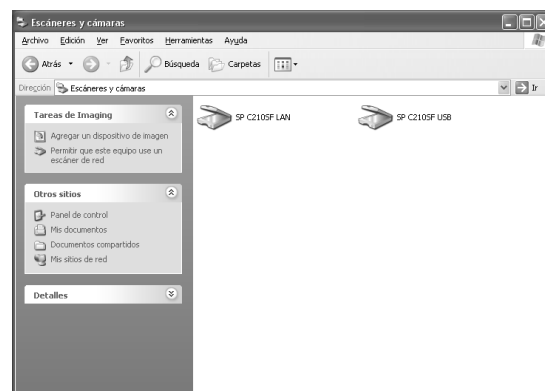 Escáneres y cámaras
Archivo Edición Ver Favoritos Herramientas Ayuda
Atrás Búsqueda Carpetas
Dirección Escáneres y cámaras Ir
Tareas de Imaging
Agregar un dispositivo de imagen
Permitir que este equipo use un
escáner de red
Otros sitios
Panel de control
Mis documentos
Documentos compartidos
Mis sitios de red
Detalles
SP C210SF LAN SP C210SF USB